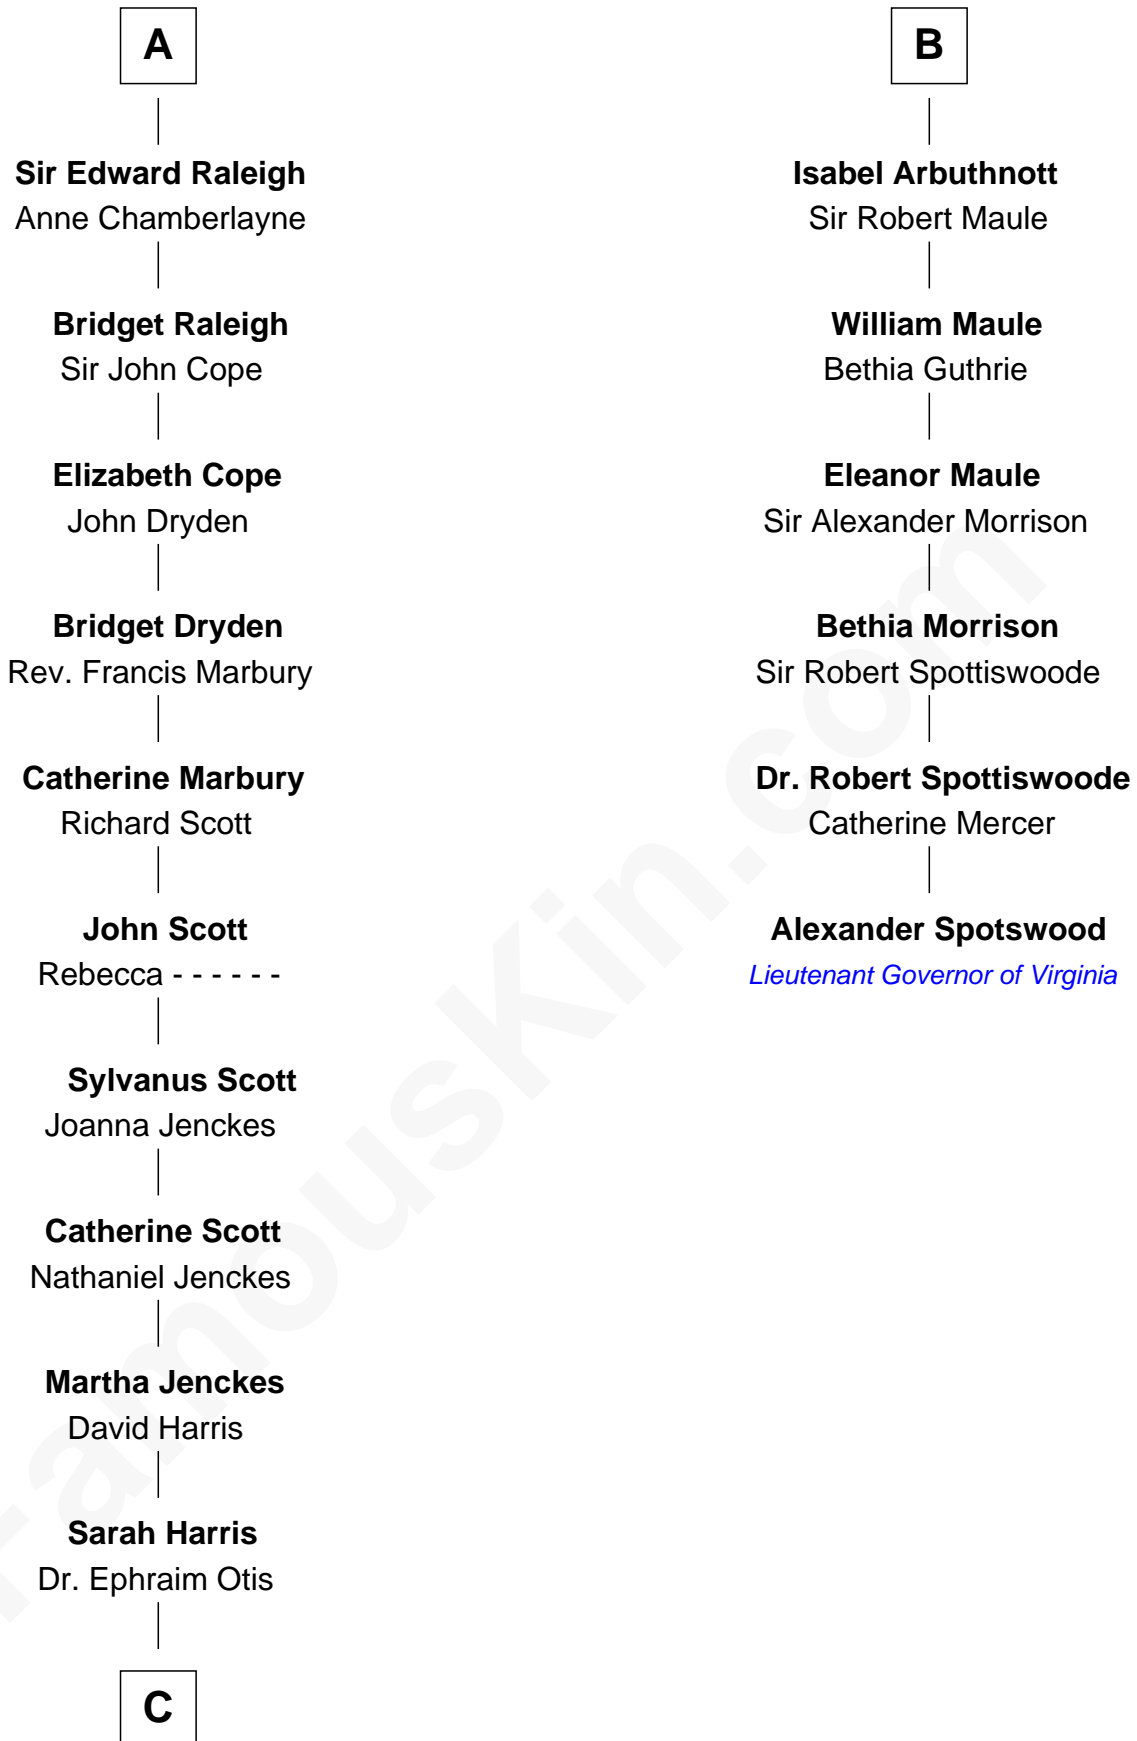 A
Sir Edward Raleigh
Anne Chamberlayne
Bridget Raleigh
Sir John Cope
Elizabeth Cope
John Dryden
Bridget Dryden
Rev. Francis Marbury
Catherine Marbury
Richard Scott
John Scott
Rebecca - - - - - -
Sylvanus Scott
Joanna Jenckes
Catherine Scott
Nathaniel Jenckes
Martha Jenckes
David Harris
Sarah Harris
Dr. Ephraim Otis
C
B
Isabel Arbuthnott
Sir Robert Maule
William Maule
Bethia Guthrie
Eleanor Maule
Sir Alexander Morrison
Bethia Morrison
Sir Robert Spottiswoode
Dr. Robert Spottiswoode
Catherine Mercer
Alexander Spotswood
Lieutenant Governor of Virginia
FamousKin.com